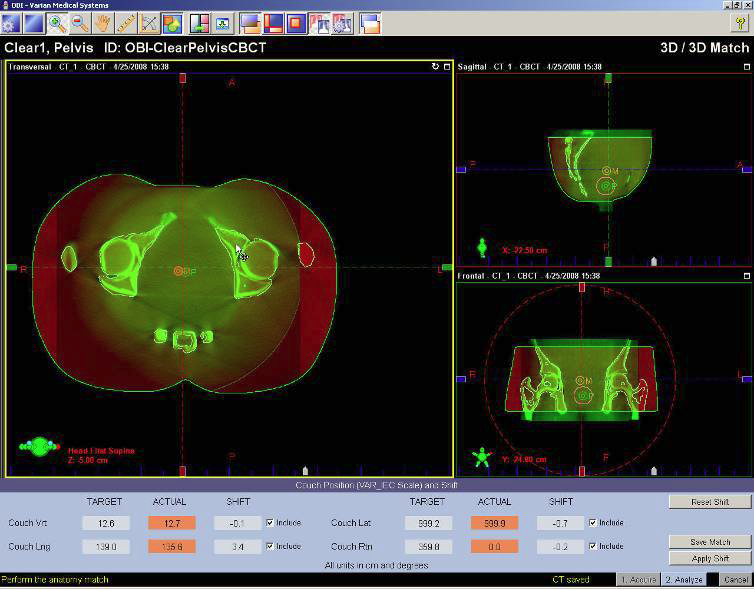 OBI - Varian Medical Systems
Clear1, Pelvis ID: OBI-ClearPelvisCBCT
3D / 3D Match
Transversal - CT_1 - CBCT - 4/25/2008 15:38
A
R
L
M P
P
Head First Supine
Z: -5.00 cm
Sagittal - CT_1 - CBCT - 4/25/2008 15:38
H
P
A
M
P
X: -22.50 cm
F
Frontal - CT_1 - CBCT - 4/25/2008 15:38
H
R
L
M
P
Y: -24.90 cm
F
Couch Position (VAR_IEC Scale) and Shift
TARGET ACTUAL SHIFT TARGET ACTUAL SHIFT
Reset Shift
Couch Vrt 12.6 12.7 -0.1 Include Couch Lat 999.2 999.9 -0.7 Include
Couch Lng 139.0 135.6 3.4 Include Couch Rtn 359.8 0.0 -0.2 Include
Save Match
Apply Shift
All units in cm and degrees
Perform the anatomy match
CT saved
1. Acquire
2. Analyze
Cancel